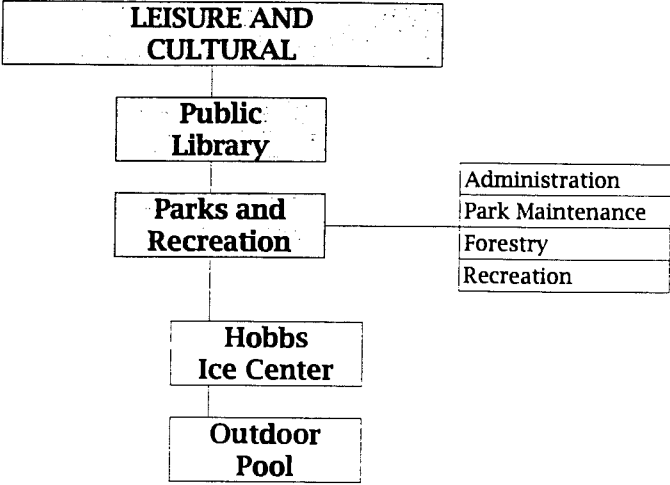 LEISURE AND
CULTURAL
Public
Library
Parks and
Recreation
Administration
Park Maintenance
Forestry
Recreation
Hobbs
Ice Center
Outdoor
Pool